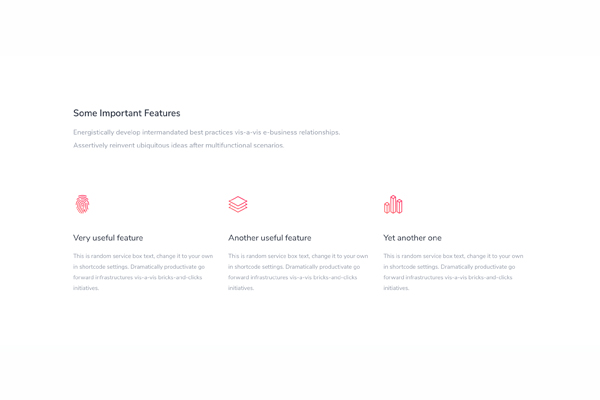 Some Important Features
Energistically develop intermandated best practices vis-a-vis e-business relationships.
Assertively reinvent ubiquitous ideas after multifunctional scenarios.
Very useful feature
This is random service box text, change it to your own
in shortcode settings. Dramatically productivate go
forward infrastructures vis-a-vis bricks-and-clicks
initiatives.
Another useful feature
This is random service box text, change it to your own
in shortcode settings. Dramatically productivate go
forward infrastructures vis-a-vis bricks-and-clicks
initiatives.
Yet another one
This is random service box text, change it to your own
in shortcode settings. Dramatically productivate go
forward infrastructures vis-a-vis bricks-and-clicks
initiatives.